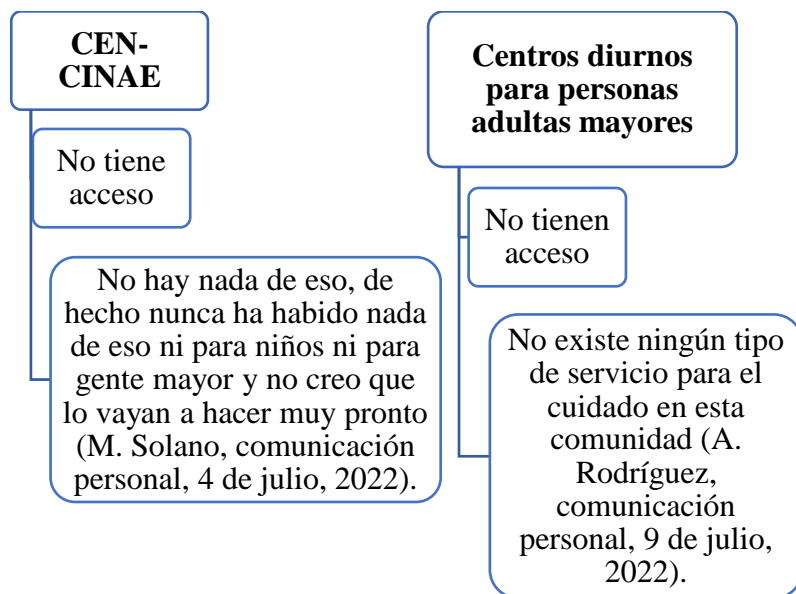 CEN-
CINAE
No tiene
acceso
No hay nada de eso, de
hecho nunca ha habido nada
de eso ni para niños ni para
gente mayor y no creo que
lo vayan a hacer muy pronto
(M. Solano, comunicación
personal, 4 de julio, 2022).
Centros diurnos
para personas
adultas mayores
No tienen
acceso
No existe ningún tipo
de servicio para el
cuidado en esta
comunidad (A.
Rodríguez,
comunicación
personal, 9 de julio,
2022).